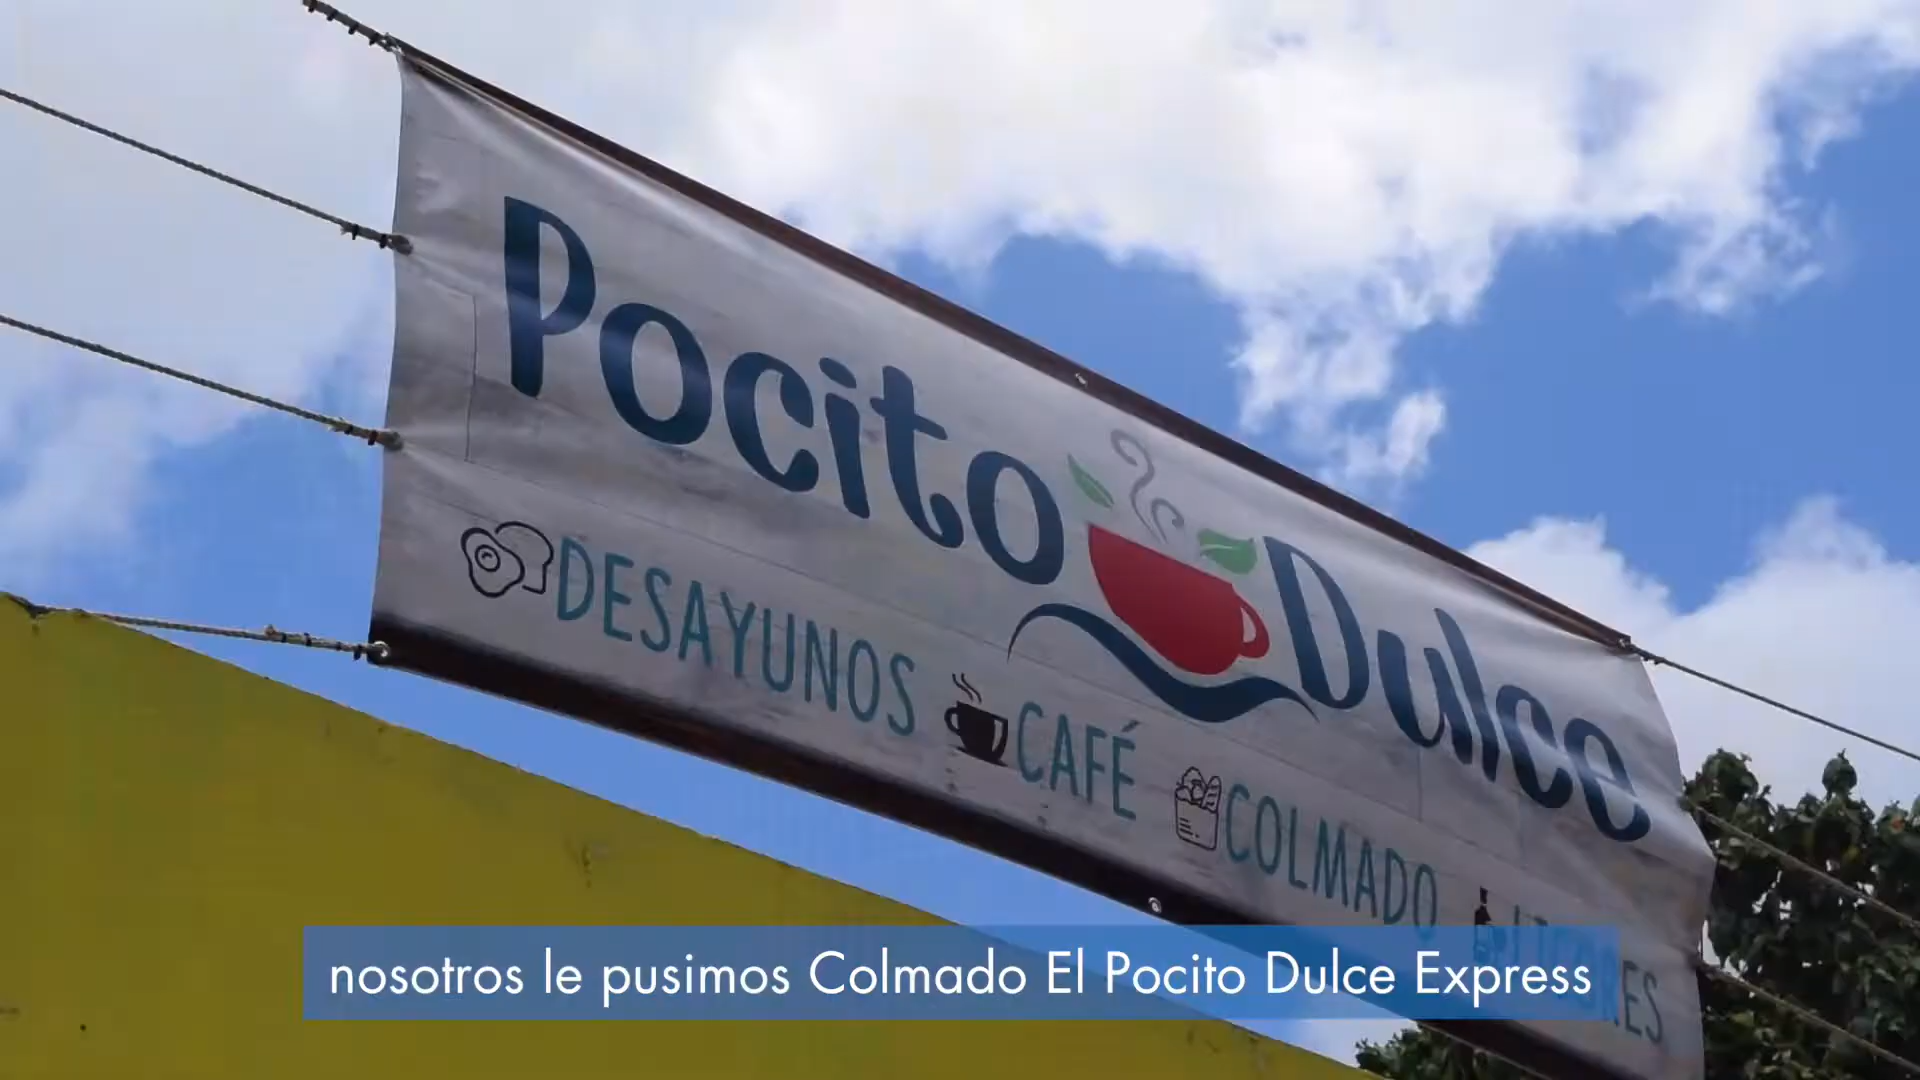 Pocito Dulce
DESAYUNOS CAFÉ COLMADO
nosotros le pusimos Colmado El Pocito Dulce Express